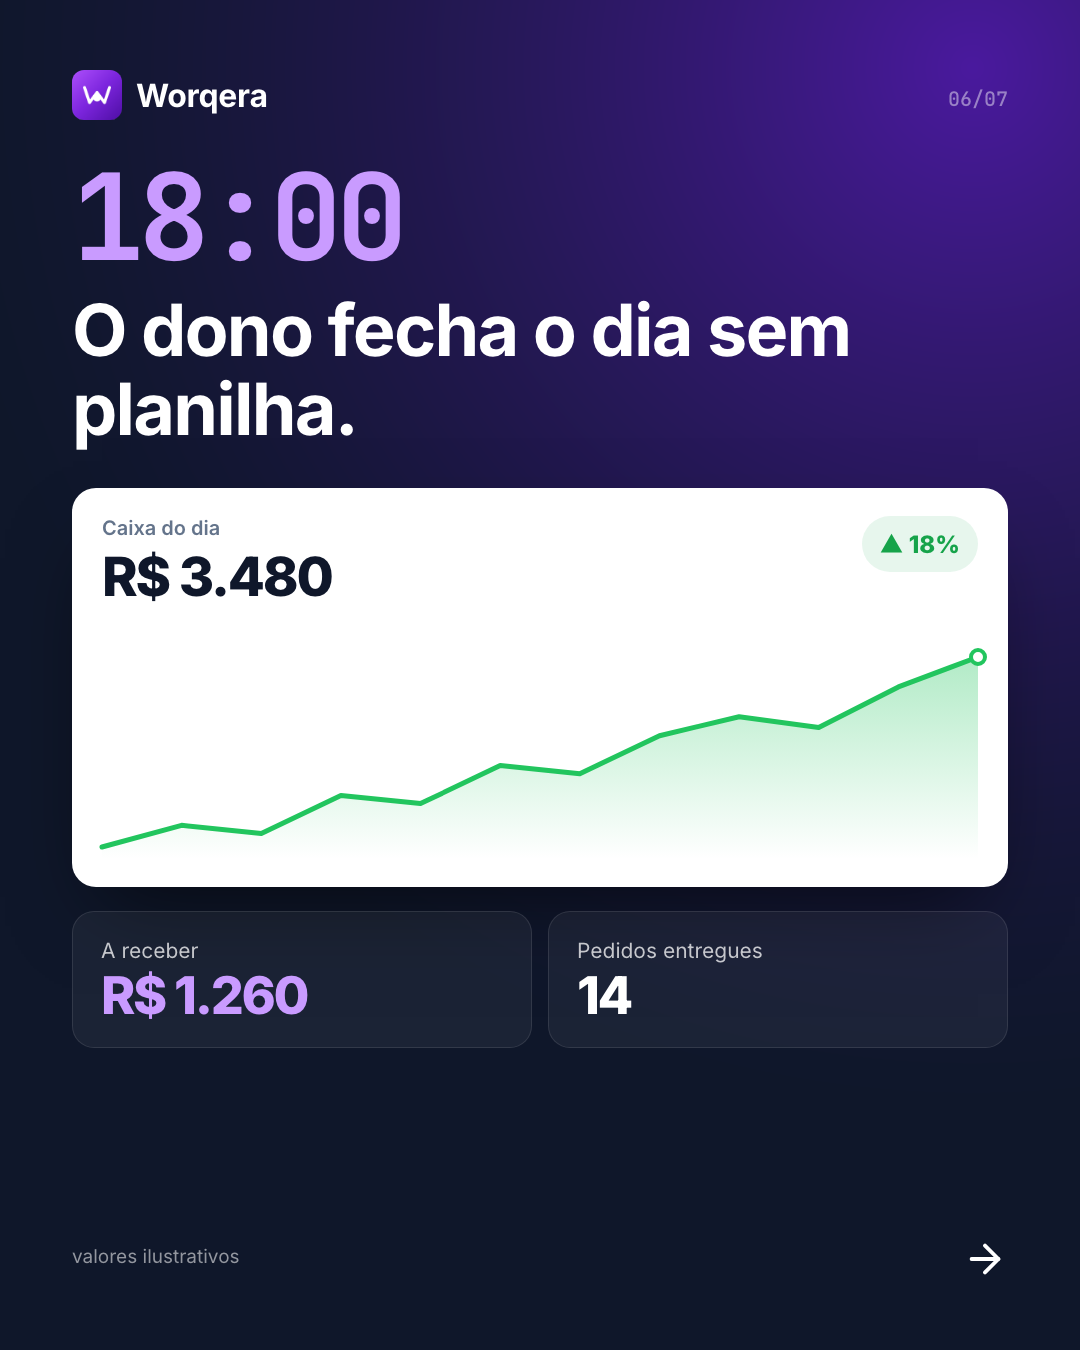 Worqera
06/07
18:00
O dono fecha o dia sem
planilha.
Caixa do dia
R$ 3.480
▲ 18%
A receber
R$ 1.260
Pedidos entregues
14
valores ilustrativos